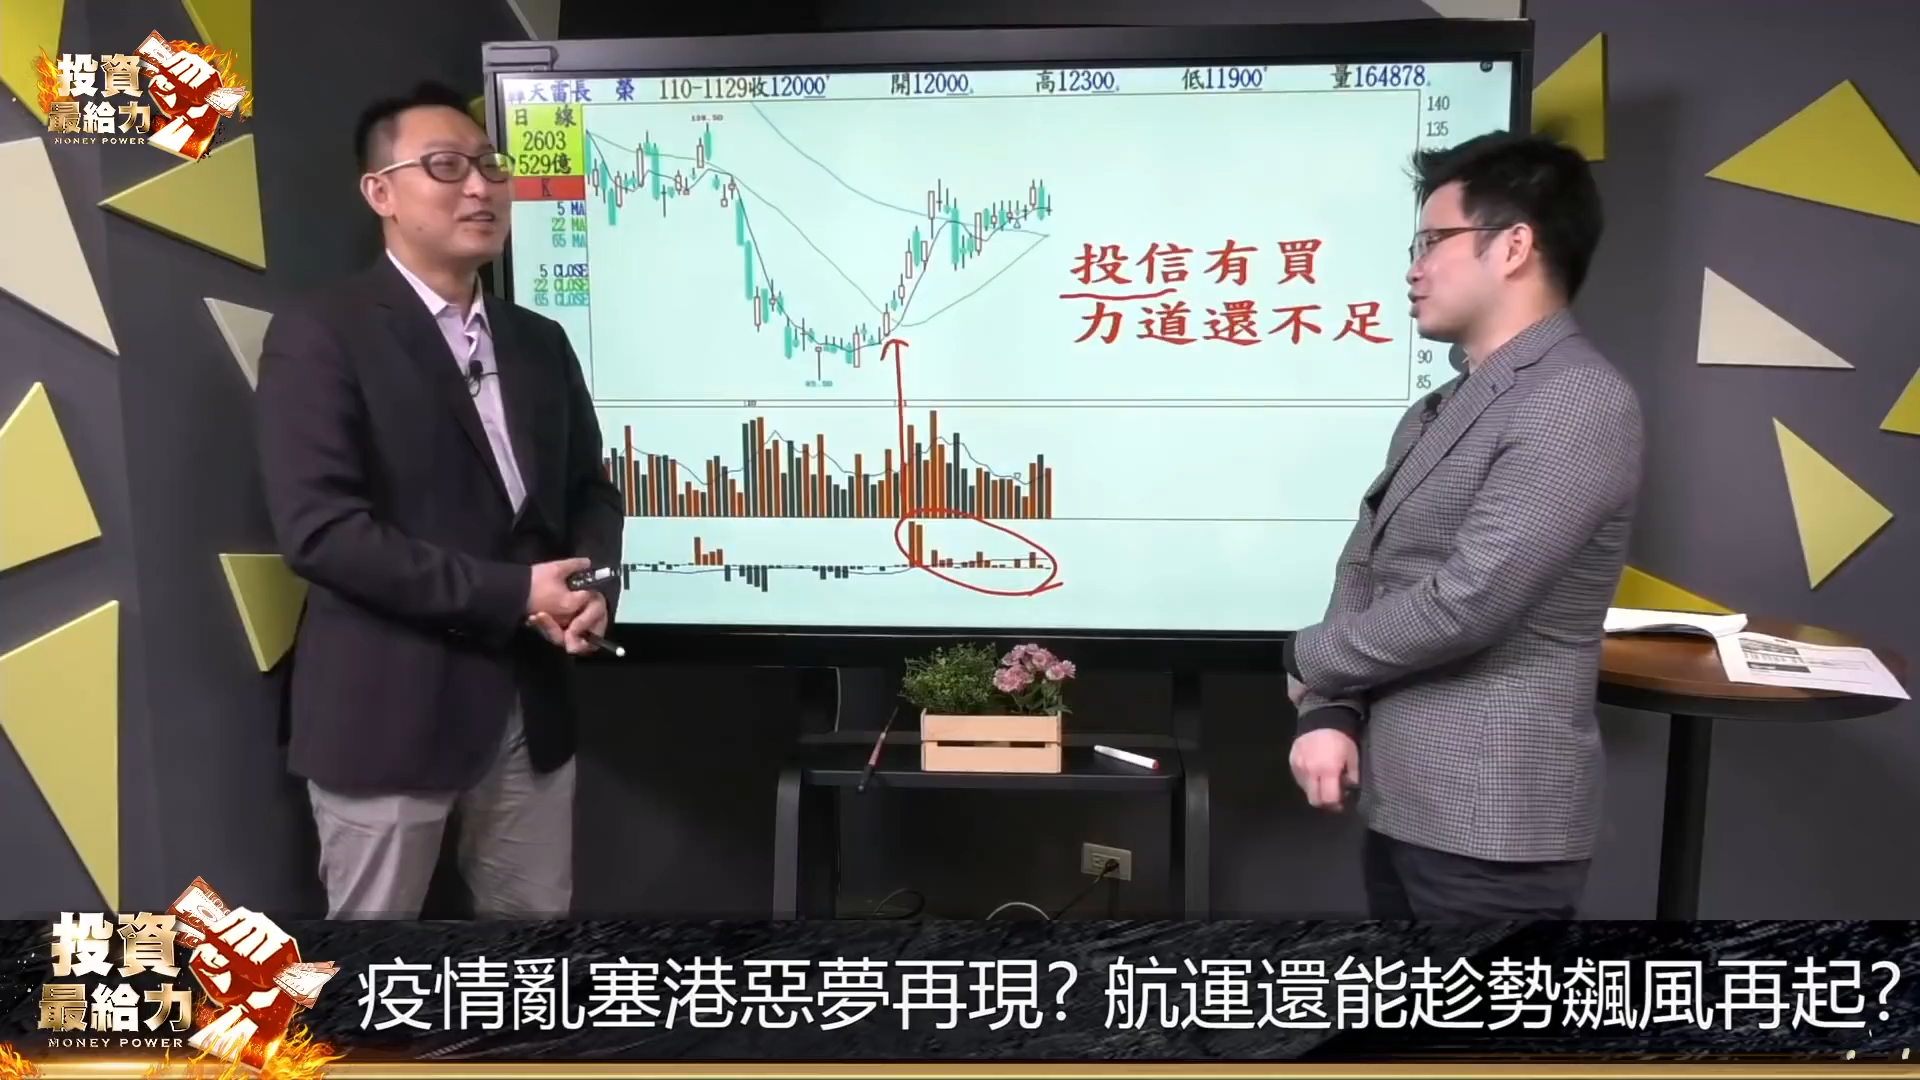 投資
最給力
MONEY POWER
轟天雷長 榮 110-1129收12000' 開12000. 高12300. 低11900' 量164878.
日 線
2603
529億
K
5 MA
22 MA
65 MA
5 CLOSE
22 CLOSE
65 CLOSE
140
135
90
85
投信有買
力道還不足
投資
最給力
MONEY POWER
疫情亂塞港惡夢再現? 航運還能趁勢飆風再起?